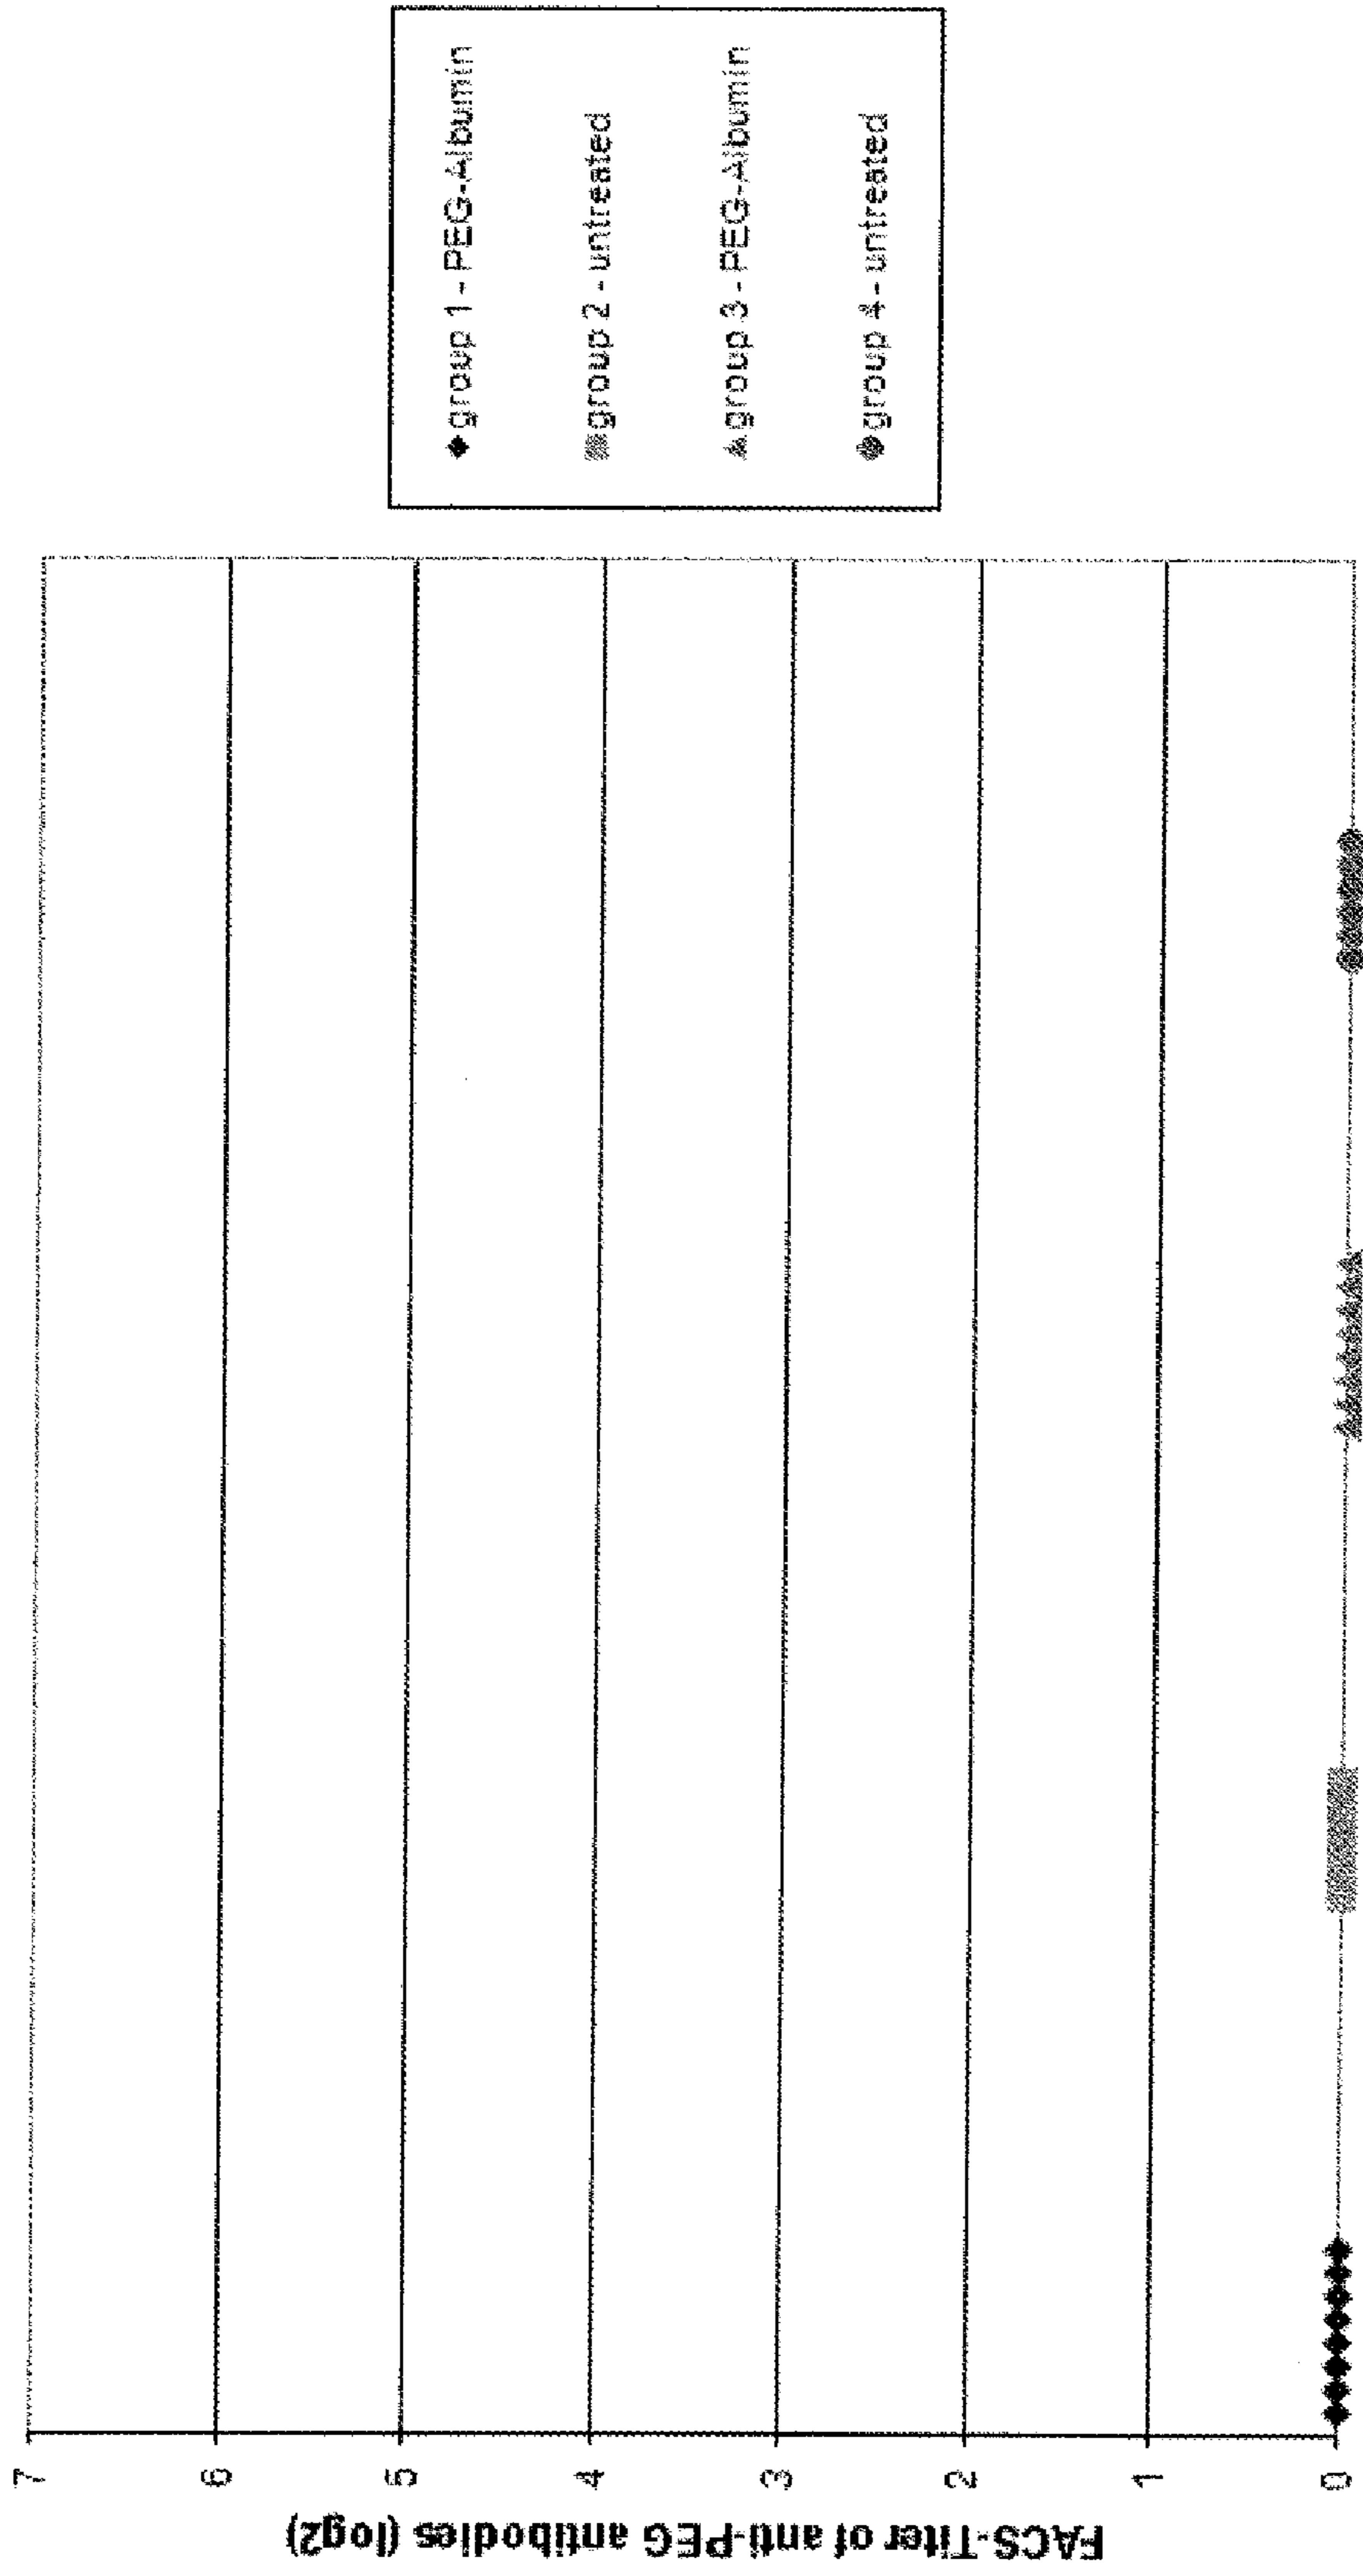 FACS-Titer of anti-PEG antibodies (log2)
7
6
5
4
3
2
1
0
group 1 - PEG-Albumin
group 2 - untreated
group 3 - PEG-Albumin
group 4 - untreated